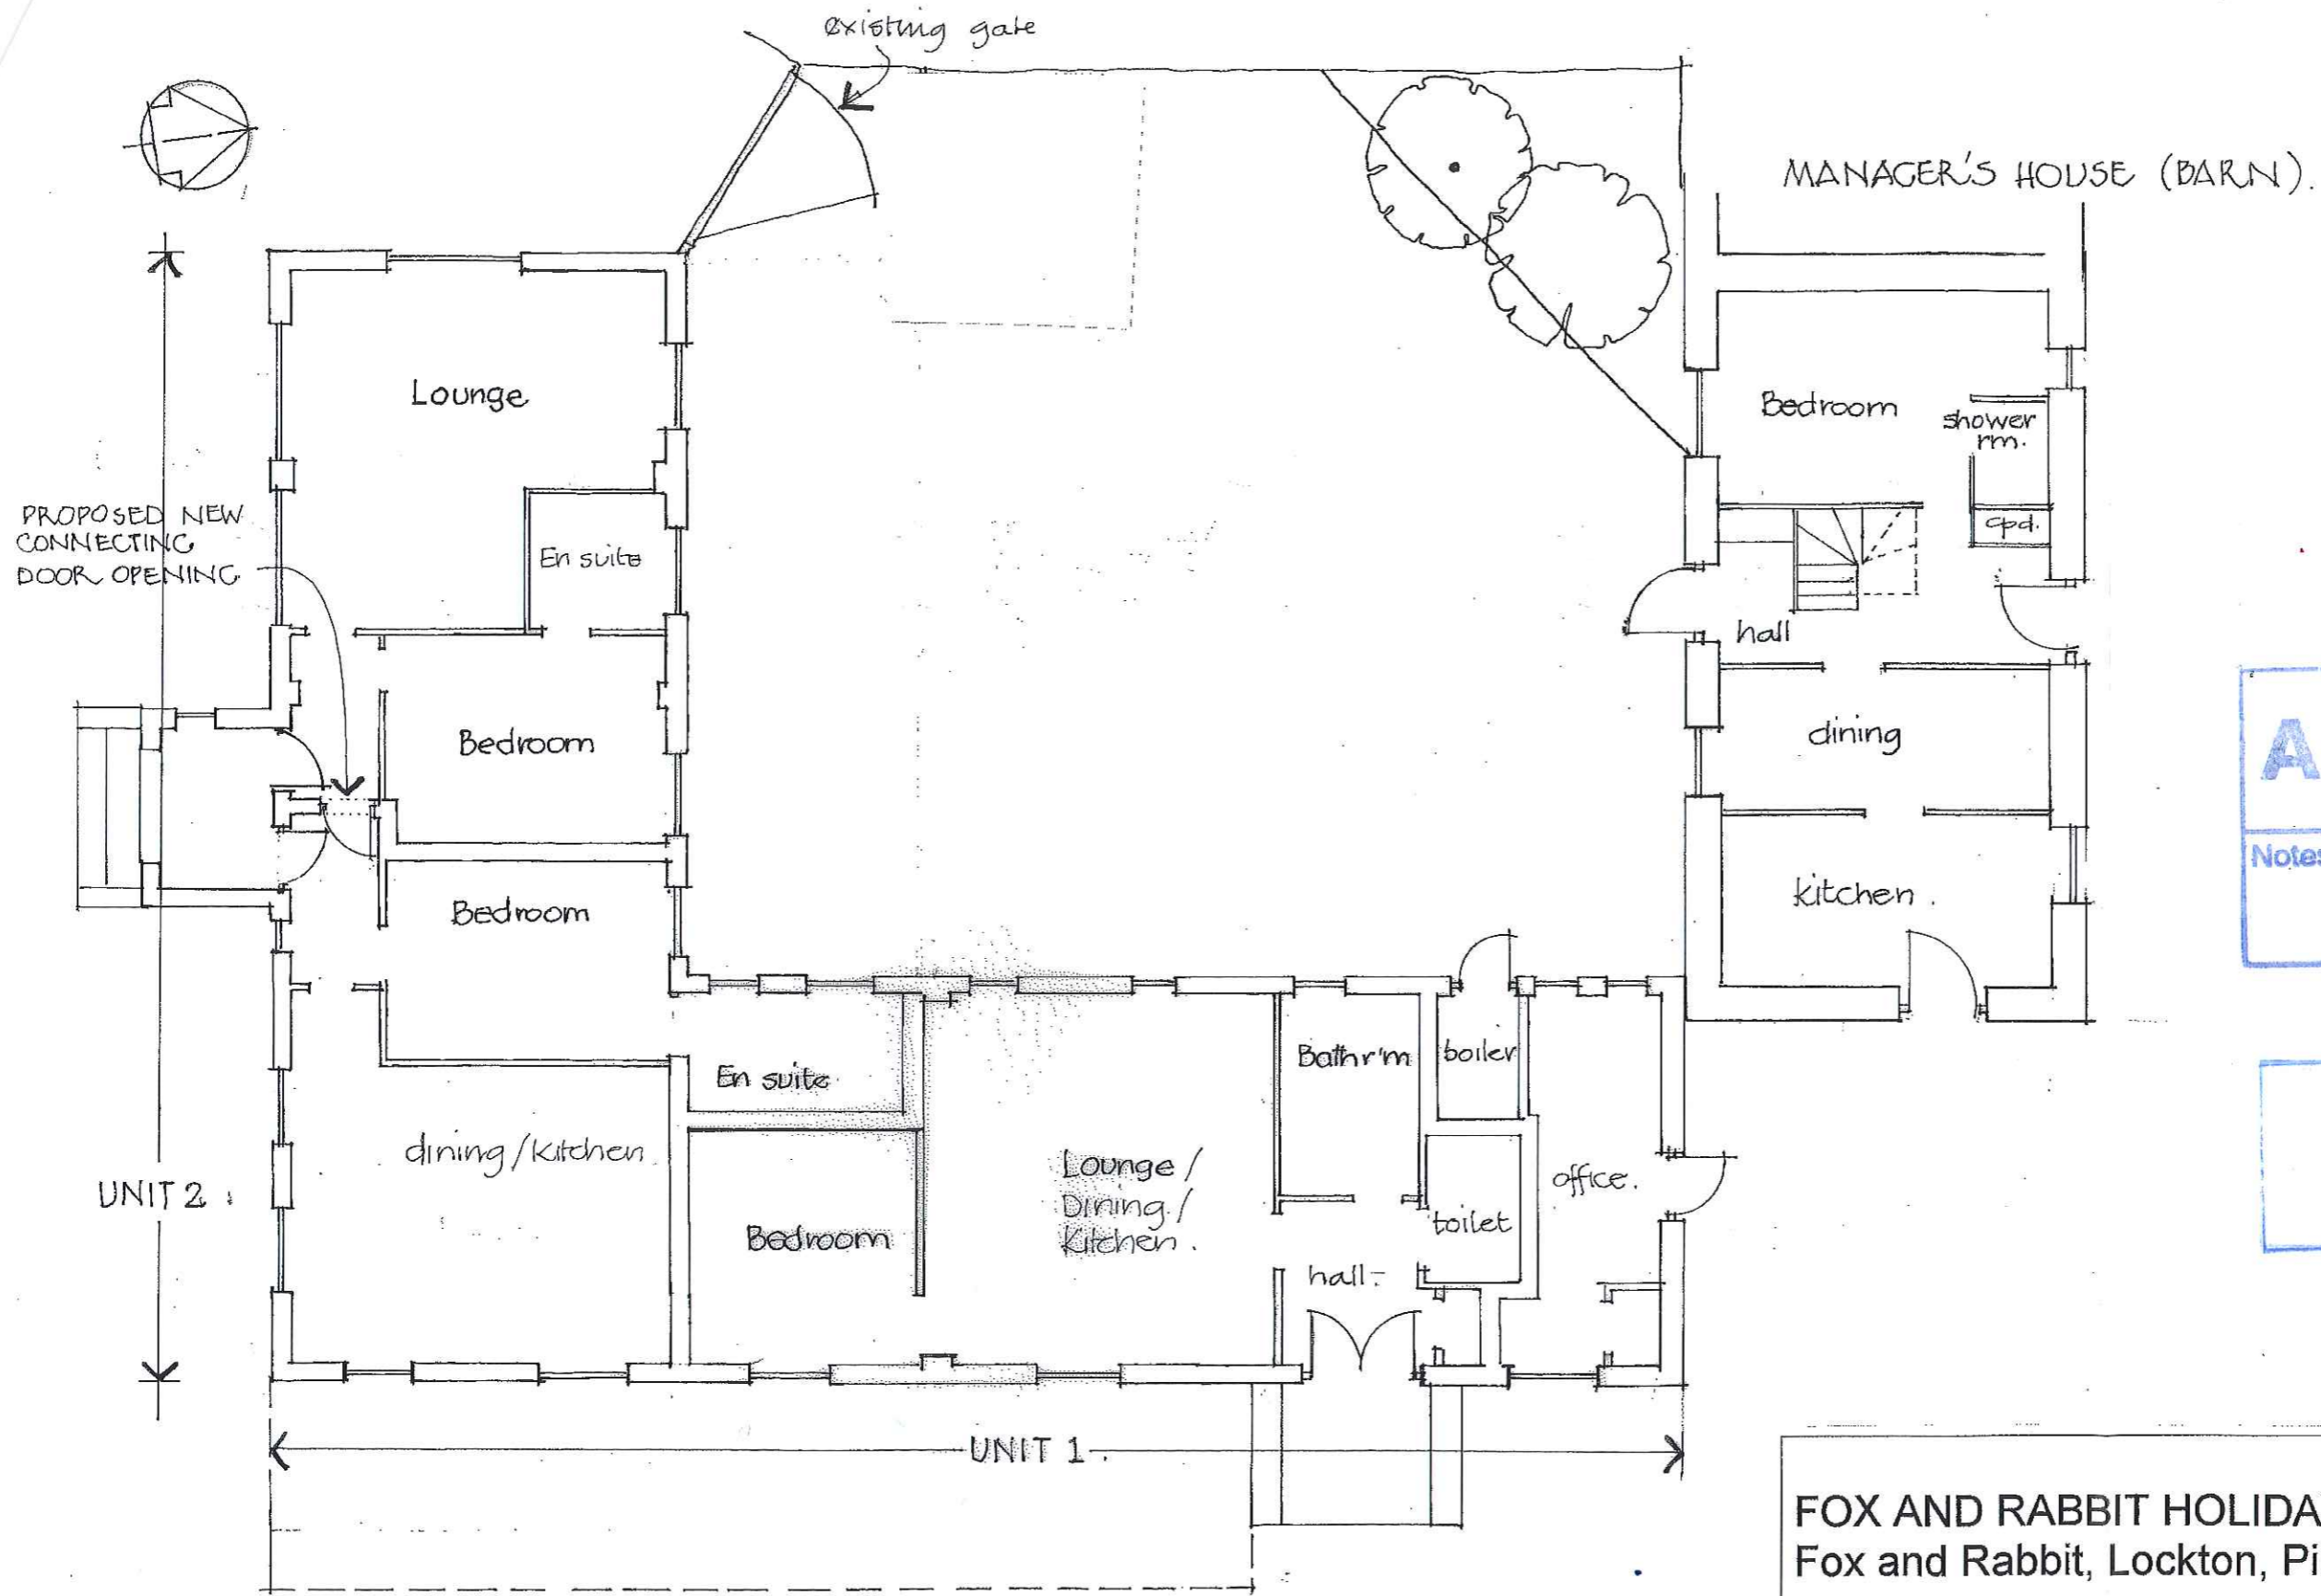 existing gate
MANAGER'S HOUSE (BARN).
Lounge
Bedroom
shower
rm.
PROPOSED NEW
CONNECTING
DOOR OPENING
En suite
cpd.
hall
Bedroom
dining
A
Notes
Bedroom
kitchen.
En suite
Bathr'm
boiler
dining/kitchen
Lounge/
Dining/
Kitchen.
office.
UNIT 2
Bedroom
toilet
hall
UNIT 1
FOX AND RABBIT HOLIDA
Fox and Rabbit, Lockton, Pi